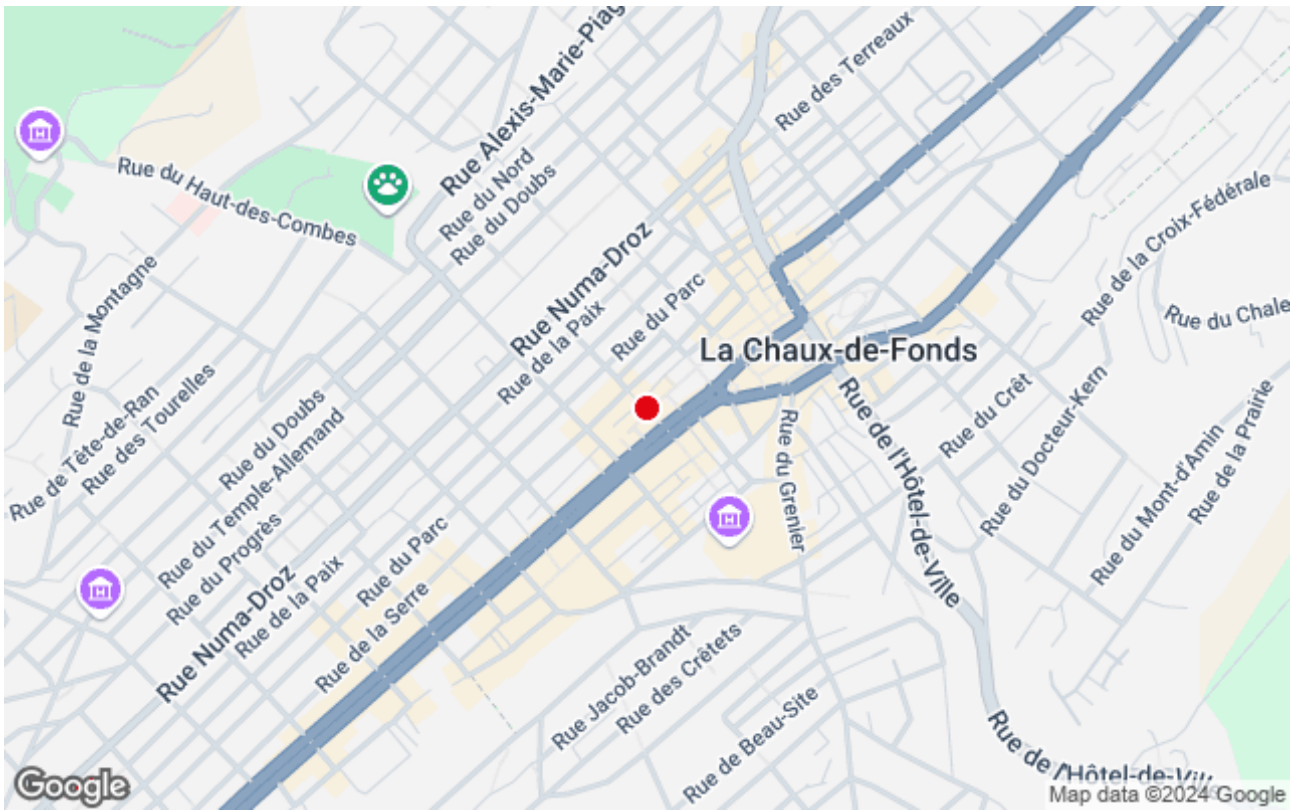 Rue Alexis-Marie-Piag
Rue des Terreaux
Rue du Haut-des-Combes
Rue du Nord
Rue du Doubs
Rue de la Croix-Fédérale
Rue Numa-Droz
Rue du Parc
Rue de la Paix
Rue du Chale
Rue de la Montagne
La Chaux-de-Fonds
Rue de Tête-de-Ran
Rue des Tourelles
Rue du Doubs
Rue du Temple-Allemand
Rue du Progrès
Rue Numa-Droz
Rue de la Paix
Rue du Parc
Rue de la Serre
Rue du Grenier
Rue de l'Hôtel-de-Ville
Rue du Crêt
Rue du Docteur-Kern
Rue du Mont-d'Amin
Rue de la Prairie
Rue Jacob-Brandt
Rue des Crêtets
Rue de Beau-Site
Rue de l'Hôtel-de-Vil
Google
Map data ©2024 Google